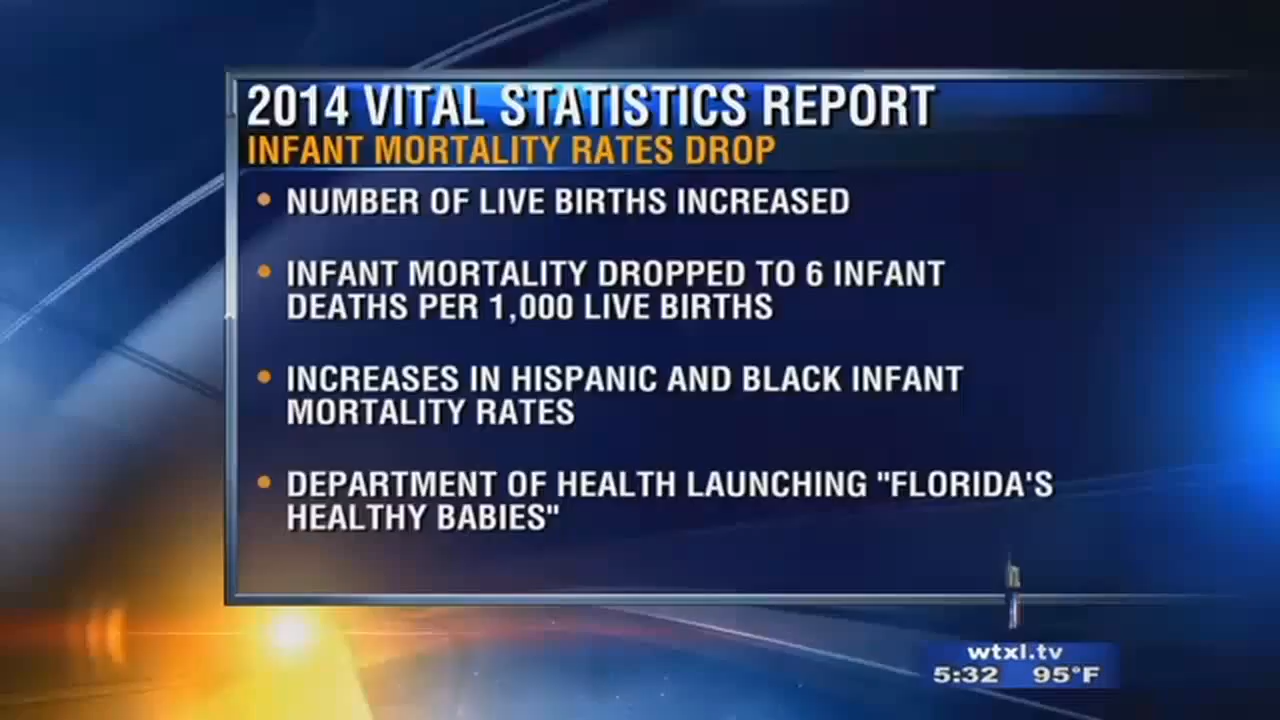 2014 VITAL STATISTICS REPORT
INFANT MORTALITY RATES DROP
• NUMBER OF LIVE BIRTHS INCREASED
• INFANT MORTALITY DROPPED TO 6 INFANT
DEATHS PER 1,000 LIVE BIRTHS
• INCREASES IN HISPANIC AND BLACK INFANT
MORTALITY RATES
• DEPARTMENT OF HEALTH LAUNCHING "FLORIDA'S
HEALTHY BABIES"
wtxl.tv
5:32 95°F